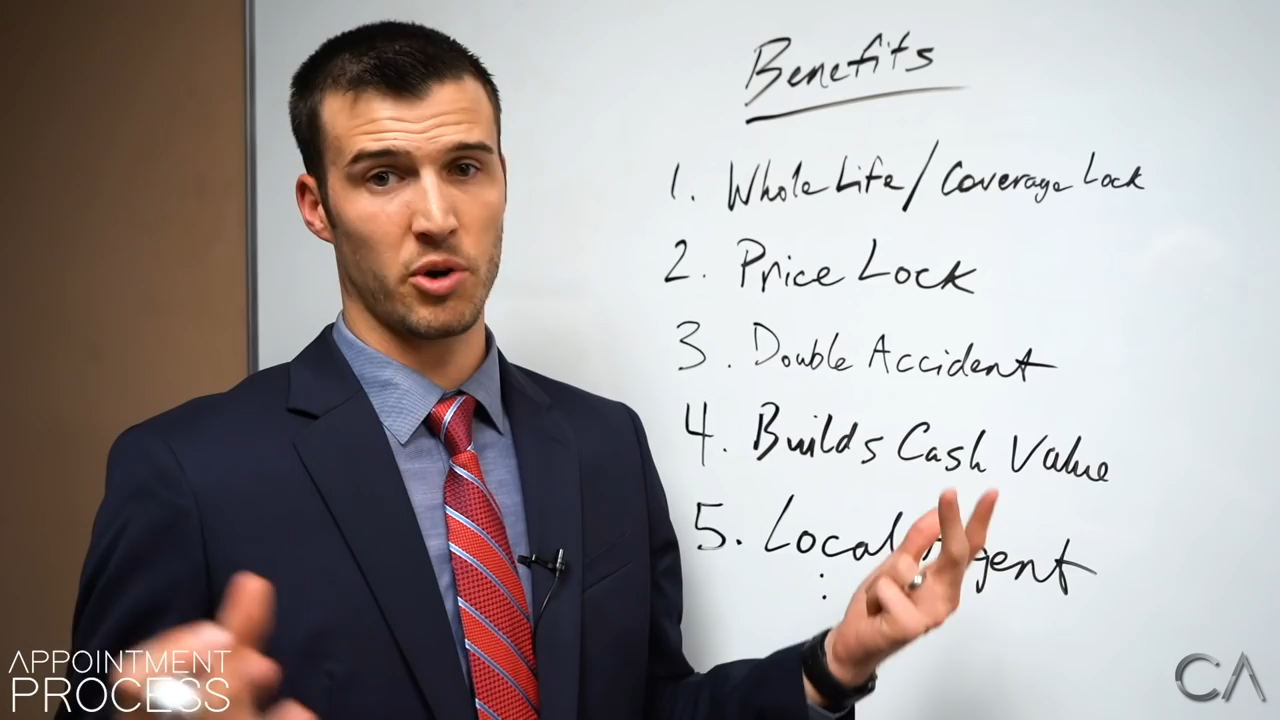 Benefits
1. Whole Life / Coverage Lock
2. Price Lock
3. Double Accident
4. Builds Cash Value
5. Local Agent
APPOINTMENT
PROCESS
CA